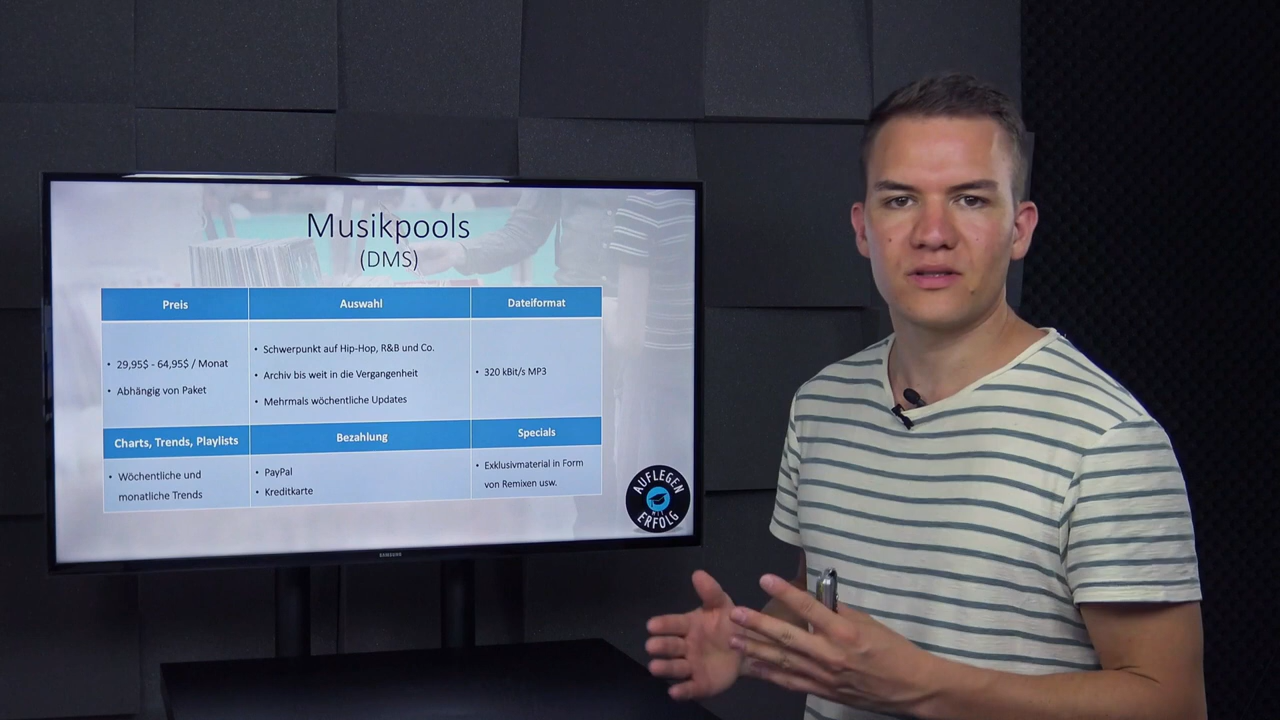 Musikpools
(DMS)
Preis
Auswahl
Dateiformat
• 29,95$ - 64,95$ / Monat
• Abhängig von Paket
• Schwerpunkt auf Hip-Hop, R&B und Co.
• Archiv bis weit in die Vergangenheit
• Mehrmals wöchentliche Updates
• 320 kBit/s MP3
Charts, Trends, Playlists
Bezahlung
Specials
• Wöchentliche und
monatliche Trends
• PayPal
• Kreditkarte
• Exklusivmaterial in Form
von Remixen usw.
AUFLEGEN
MIT
ERFOLG
SAMSUNG